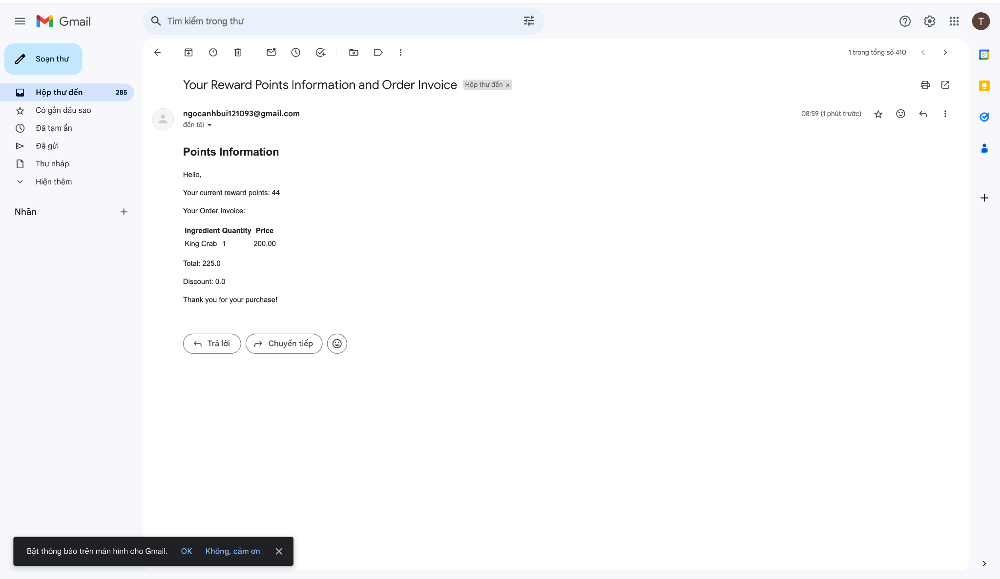 Gmail
Tìm kiếm trong thư
T
Soạn thư
1 trong tổng số 410
31
Hộp thư đến 285
Có gắn dấu sao
Đã tạm ẩn
Đã gửi
Thư nháp
Hiện thêm
Nhãn
Your Reward Points Information and Order Invoice Hộp thư đến
ngocanhbui121093@gmail.com
08:59 (1 phút trước)
đến tôi
Points Information
Hello,
Your current reward points: 44
Your Order Invoice:
Ingredient Quantity Price
King Crab 1 200.00
Total: 225.0
Discount: 0.0
Thank you for your purchase!
Trả lời
Chuyển tiếp
Bật thông báo trên màn hình cho Gmail. OK Không, cảm ơn